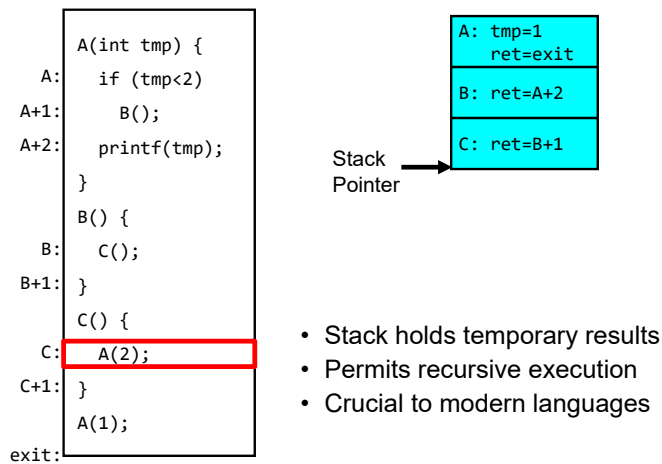 A(int tmp) {
A: if (tmp<2)
A+1: B();
A+2: printf(tmp);
}
B() {
B: C();
B+1: }
C() {
C: A(2);
C+1: }
A(1);
exit:
A: tmp=1
ret=exit
B: ret=A+2
C: ret=B+1
Stack
Pointer
• Stack holds temporary results
• Permits recursive execution
• Crucial to modern languages